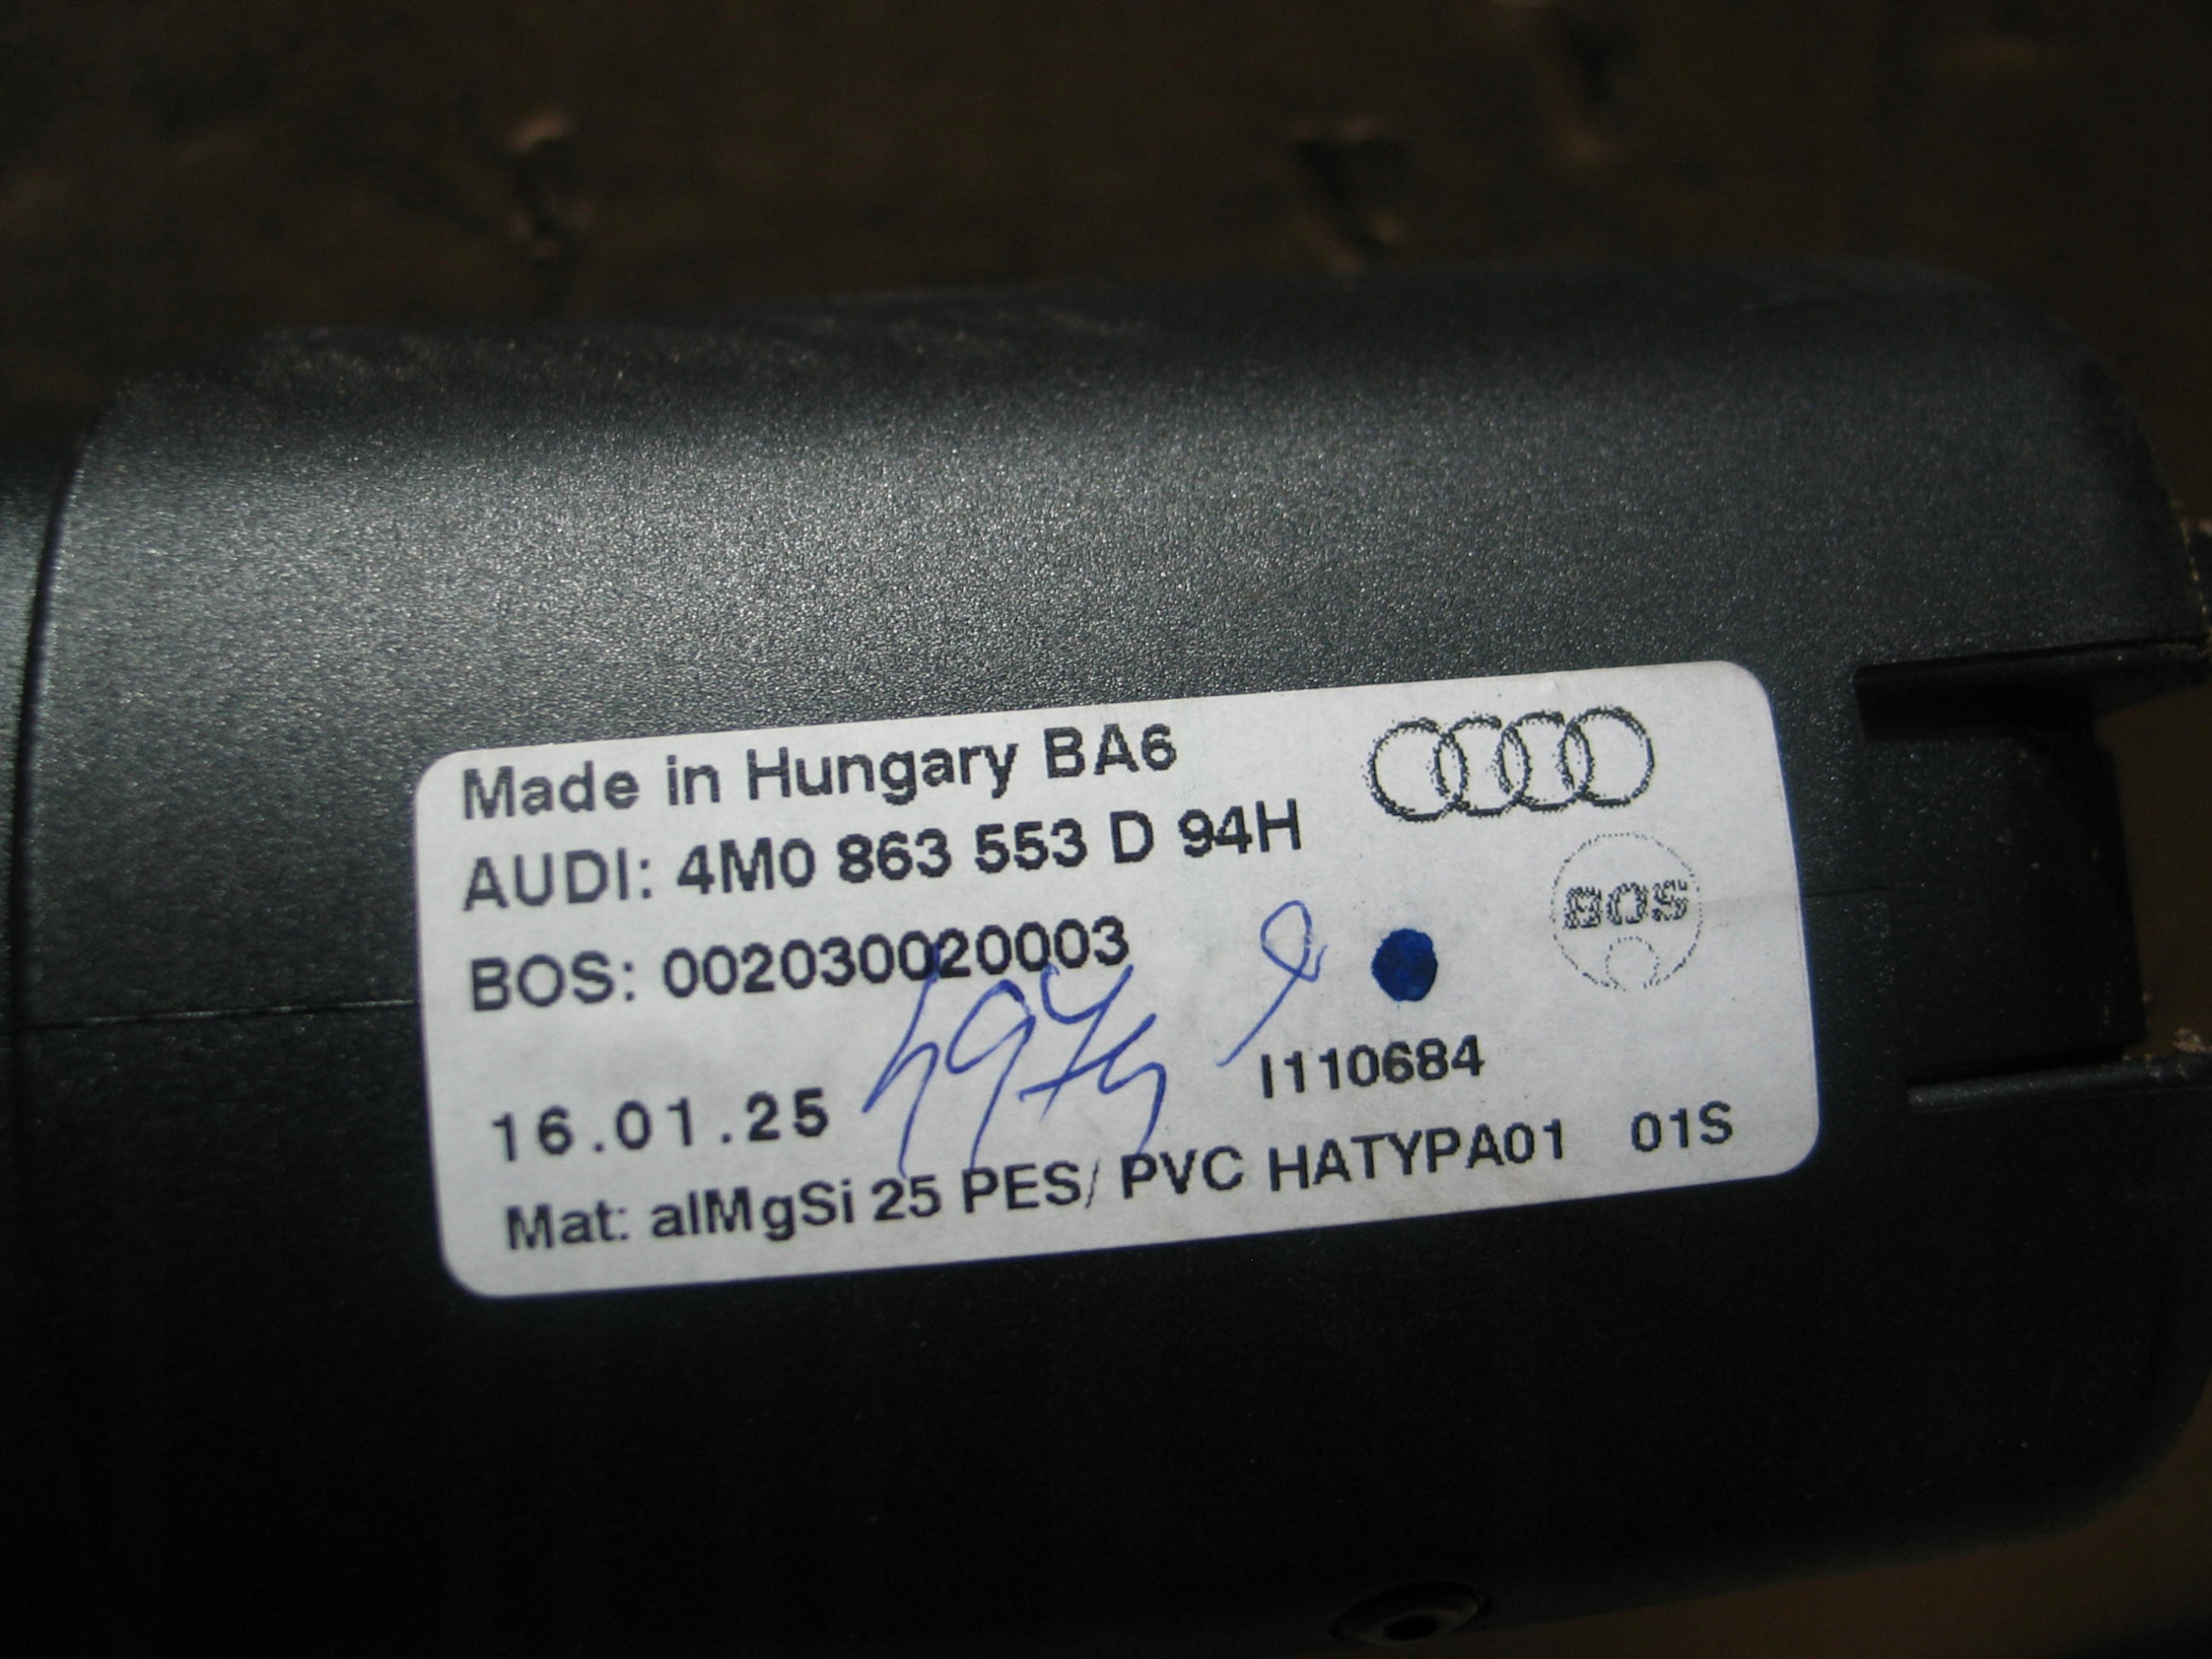 Made in Hungary BA6
AUDI: 4M0 863 553 D 94H
BOS
BOS: 002030020003
16.01.25
I110684
Mat: alMgSi 25 PES/ PVC HATYPA01 01S